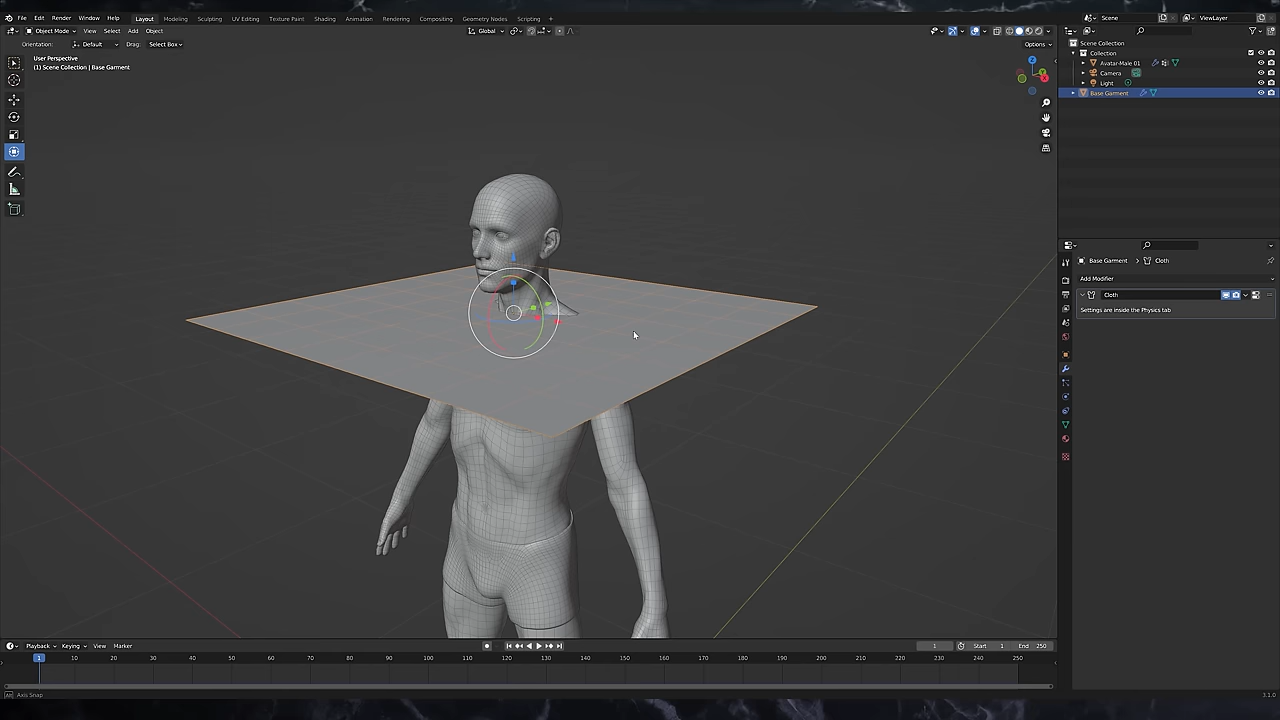 File Edit Render Window Help Layout Modeling Sculpting UV Editing Texture Paint Shading Animation Rendering Compositing Geometry Nodes Scripting + Scene ViewLayer
Object Mode View Select Add Object Global Options
Orientation: Default Drag: Select Box
User Perspective
(1) Scene Collection | Base Garment
Scene Collection
Collection
Avatar-Male 01
Camera
Light
Base Garment
Base Garment > Cloth
Add Modifier
Cloth
Settings are inside the Physics tab
Z
Playback Keying View Marker 1 Start 1 End 250
1 10 20 30 40 50 60 70 80 90 100 110 120 130 140 150 160 170 180 190 200 210 220 230 240 250
Axis Snap 3.1.0